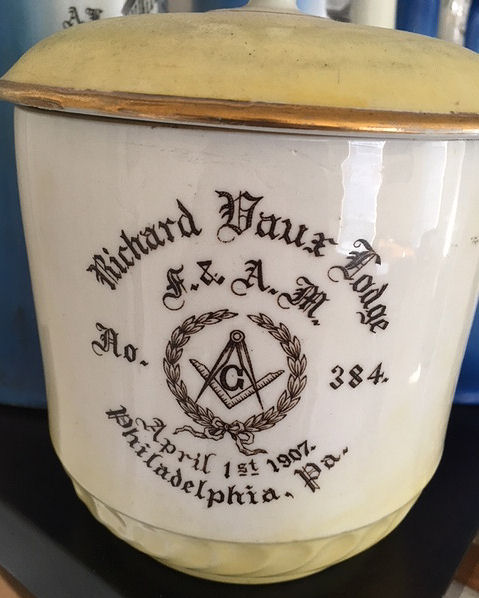 Richard Vaux Lodge
F. & A. M.
No. 384.
G
April 1st 1907.
Philadelphia, Pa.